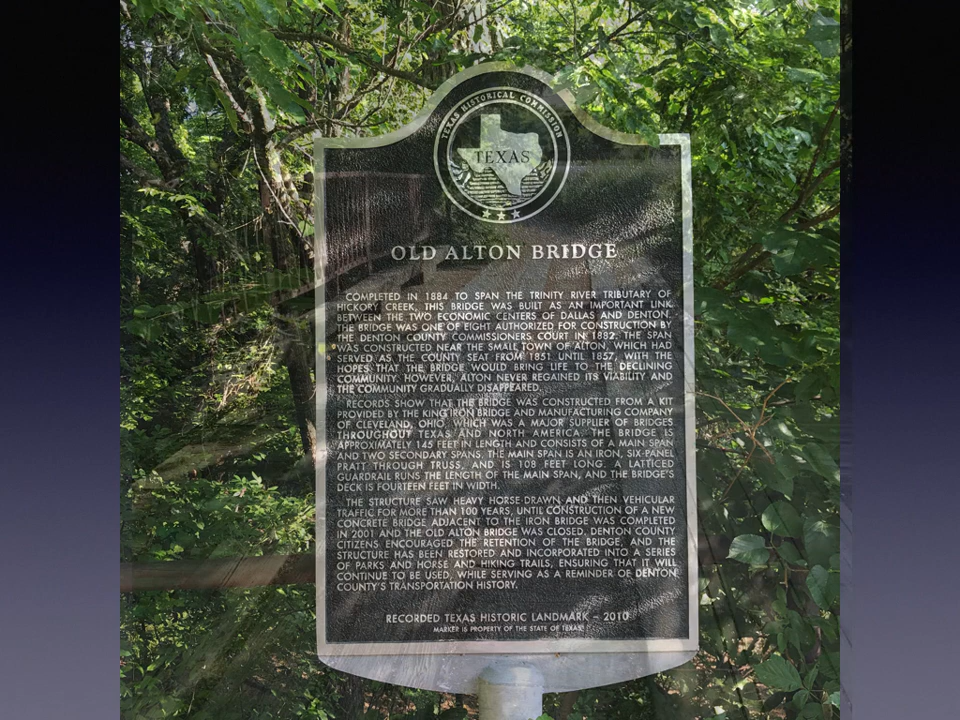 TEXAS HISTORICAL COMMISSION
TEXAS
OLD ALTON BRIDGE
COMPLETED IN 1884 TO SPAN THE TRINITY RIVER TRIBUTARY OF
HICKORY CREEK, THIS BRIDGE WAS BUILT AS AN IMPORTANT LINK
BETWEEN THE TWO ECONOMIC CENTERS OF DALLAS AND DENTON.
THE BRIDGE WAS ONE OF EIGHT AUTHORIZED FOR CONSTRUCTION BY
THE DENTON COUNTY COMMISSIONERS COURT IN 1882. THE SPAN
WAS CONSTRUCTED NEAR THE SMALL TOWN OF ALTON, WHICH HAD
SERVED AS THE COUNTY SEAT FROM 1851 UNTIL 1857, WITH THE
HOPES THAT THE BRIDGE WOULD BRING LIFE TO THE DECLINING
COMMUNITY. HOWEVER, ALTON NEVER REGAINED ITS VIABILITY AND
THE COMMUNITY GRADUALLY DISAPPEARED.
RECORDS SHOW THAT THE BRIDGE WAS CONSTRUCTED FROM A KIT
PROVIDED BY THE KING IRON BRIDGE AND MANUFACTURING COMPANY
OF CLEVELAND, OHIO, WHICH WAS A MAJOR SUPPLIER OF BRIDGES
THROUGHOUT TEXAS AND NORTH AMERICA. THE BRIDGE IS
APPROXIMATELY 145 FEET IN LENGTH AND CONSISTS OF A MAIN SPAN
AND TWO SECONDARY SPANS. THE MAIN SPAN IS AN IRON, SIX-PANEL
PRATT THROUGH TRUSS, AND IS 108 FEET LONG. A LATTICED
GUARDRAIL RUNS THE LENGTH OF THE MAIN SPAN, AND THE BRIDGE'S
DECK IS FOURTEEN FEET IN WIDTH.
THE STRUCTURE SAW HEAVY HORSE-DRAWN AND THEN VEHICULAR
TRAFFIC FOR MORE THAN 100 YEARS, UNTIL CONSTRUCTION OF A NEW
CONCRETE BRIDGE ADJACENT TO THE IRON BRIDGE WAS COMPLETED
IN 2001 AND THE OLD ALTON BRIDGE WAS CLOSED. DENTON COUNTY
CITIZENS ENCOURAGED THE RETENTION OF THE BRIDGE, AND THE
STRUCTURE HAS BEEN RESTORED AND INCORPORATED INTO A SERIES
OF PARKS AND HORSE AND HIKING TRAILS, ENSURING THAT IT WILL
CONTINUE TO BE USED, WHILE SERVING AS A REMINDER OF DENTON
COUNTY'S TRANSPORTATION HISTORY.
RECORDED TEXAS HISTORIC LANDMARK – 2010
MARKER IS PROPERTY OF THE STATE OF TEXAS